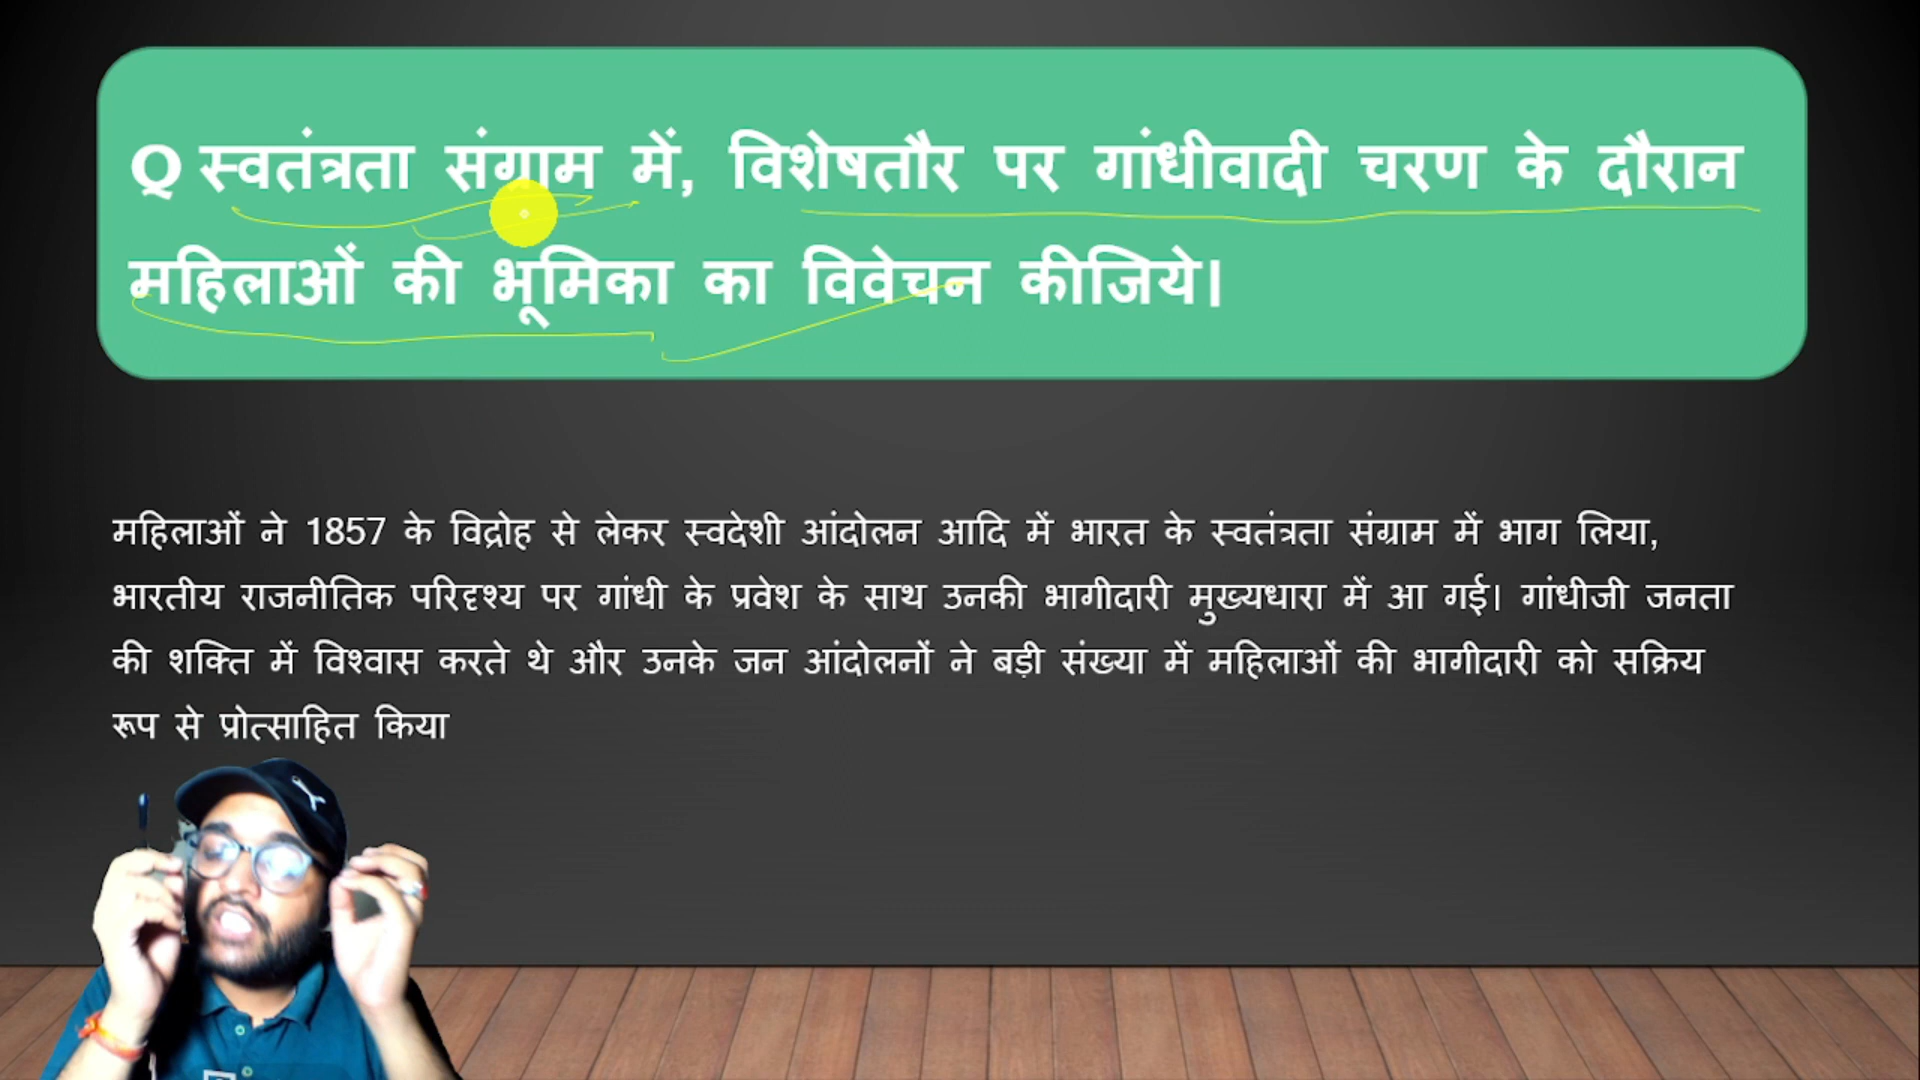 Q स्वतंत्रता संग्राम में, विशेषतौर पर गांधीवादी चरण के दौरान
महिलाओं की भूमिका का विवेचन कीजिये।
महिलाओं ने 1857 के विद्रोह से लेकर स्वदेशी आंदोलन आदि में भारत के स्वतंत्रता संग्राम में भाग लिया,
भारतीय राजनीतिक परिदृश्य पर गांधी के प्रवेश के साथ उनकी भागीदारी मुख्यधारा में आ गई। गांधीजी जनता
की शक्ति में विश्वास करते थे और उनके जन आंदोलनों ने बड़ी संख्या में महिलाओं की भागीदारी को सक्रिय
रूप से प्रोत्साहित किया